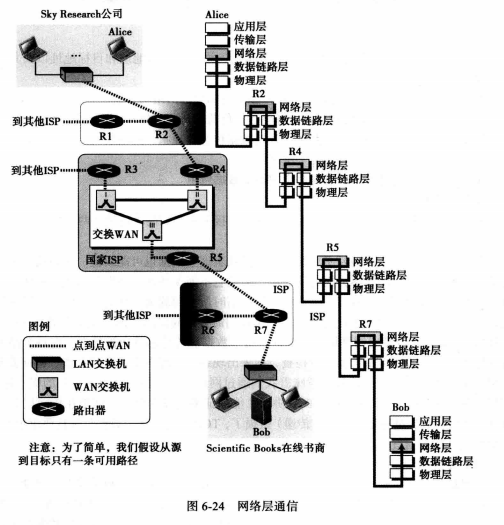 Sky Research公司
Alice
到其他ISP
R1
R2
到其他ISP
R3
R4
I
II
III
交换WAN
国家ISP
R5
ISP
到其他ISP
R6
R7
图例
点到点WAN
LAN交换机
WAN交换机
路由器
Bob
Scientific Books在线书商
注意：为了简单，我们假设从源
到目标只有一条可用路径
Alice
应用层
传输层
网络层
数据链路层
物理层
R2
网络层
数据链路层
物理层
R4
网络层
数据链路层
物理层
R5
网络层
数据链路层
物理层
ISP
R7
网络层
数据链路层
物理层
Bob
应用层
传输层
网络层
数据链路层
物理层
图 6-24 网络层通信